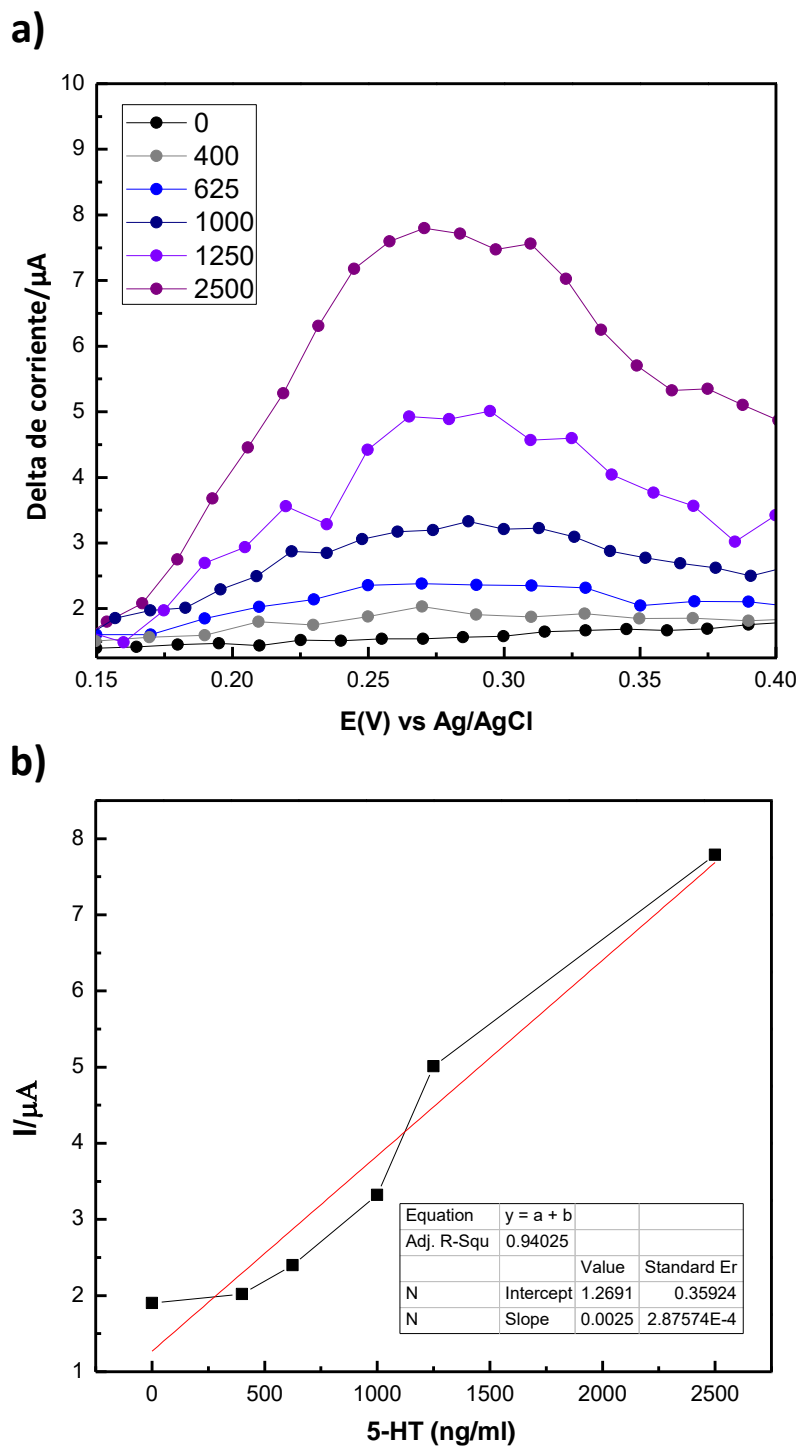 a)
10
9
8
7
6
5
4
3
2
0
400
625
1000
1250
2500
Delta de corriente/µA
0.15 0.20 0.25 0.30 0.35 0.40
E(V) vs Ag/AgCl
b)
8
7
6
5
4
3
2
1
I/µA
Equation y = a + b
Adj. R-Squ 0.94025
Value Standard Er
N Intercept 1.2691 0.35924
N Slope 0.0025 2.87574E-4
0 500 1000 1500 2000 2500
5-HT (ng/ml)